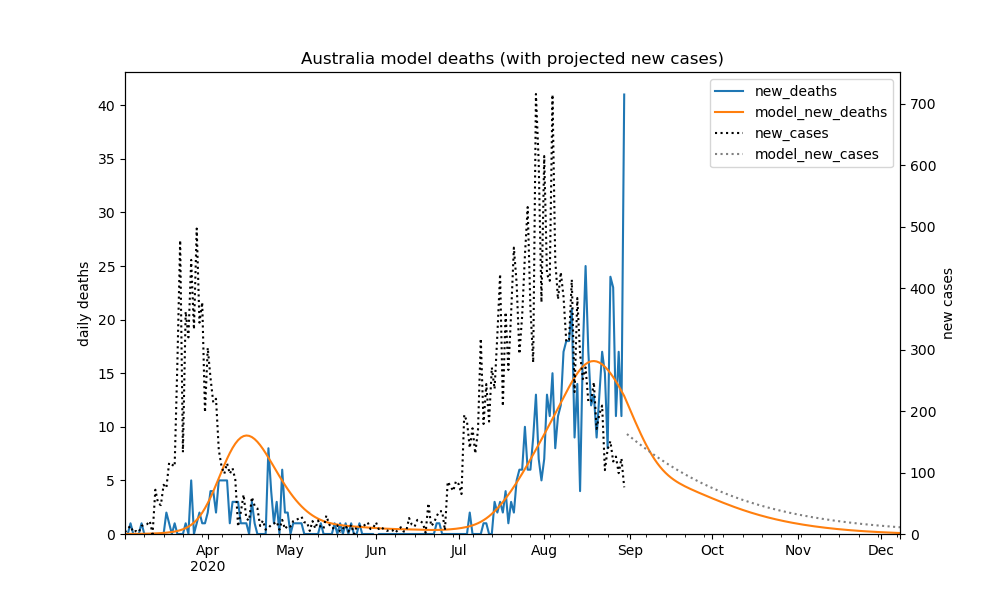 Australia model deaths (with projected new cases)
new_deaths
model_new_deaths
new_cases
model_new_cases
daily deaths
40
35
30
25
20
15
10
5
0
700
600
500
400
300
200
100
0
new cases
Apr May Jun Jul Aug Sep Oct Nov Dec
2020